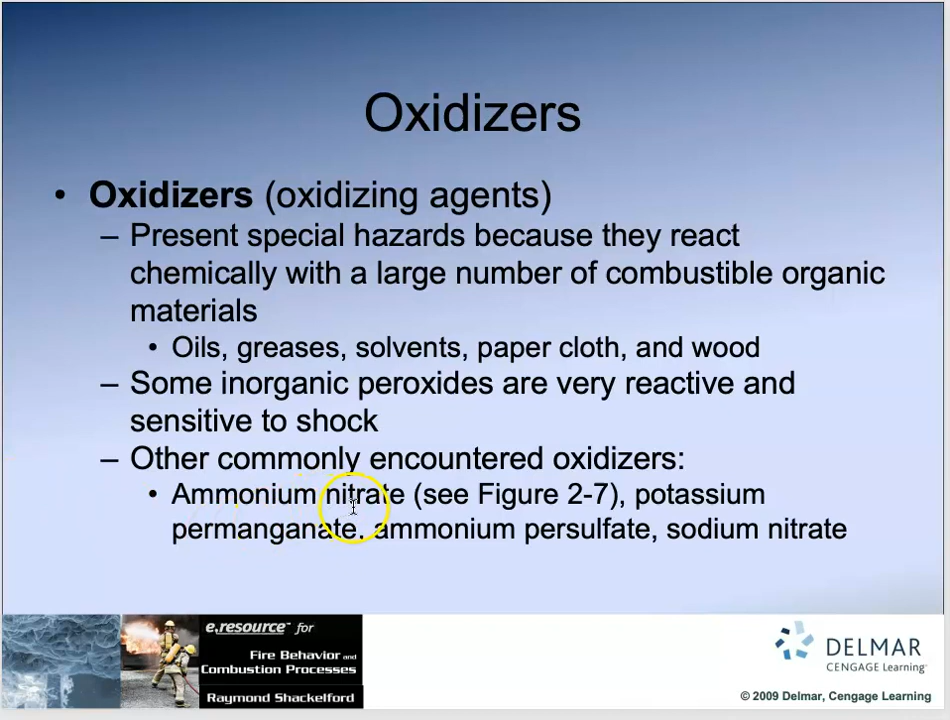 Oxidizers
• Oxidizers (oxidizing agents)
– Present special hazards because they react
chemically with a large number of combustible organic
materials
• Oils, greases, solvents, paper cloth, and wood
– Some inorganic peroxides are very reactive and
sensitive to shock
– Other commonly encountered oxidizers:
• Ammonium nitrate (see Figure 2-7), potassium
permanganate, ammonium persulfate, sodium nitrate
e.resource™ for
Fire Behavior and
Combustion Processes
Raymond Shackelford
DELMAR
CENGAGE Learning™
© 2009 Delmar, Cengage Learning